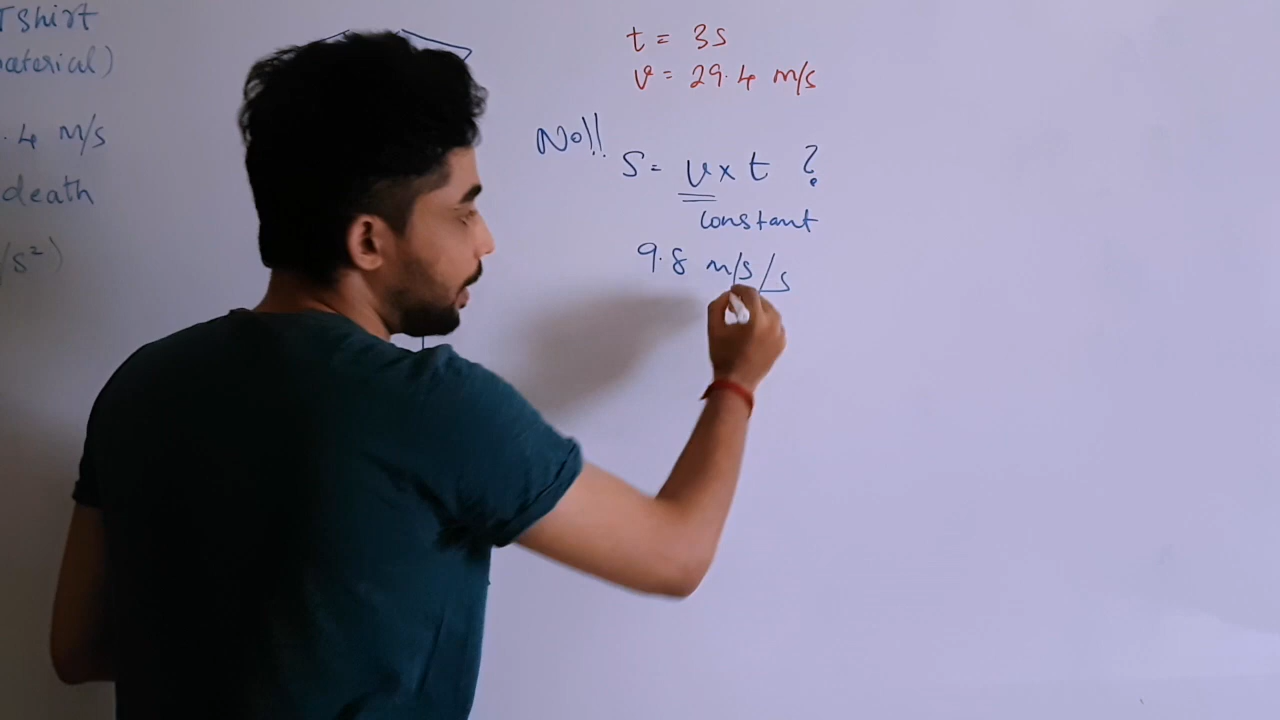 Tshirt
aterial)
.4 m/s
death
/s²)
t = 3s
v = 29.4 m/s
No!!
s = v x t ?
constant
9.8 m/s/s